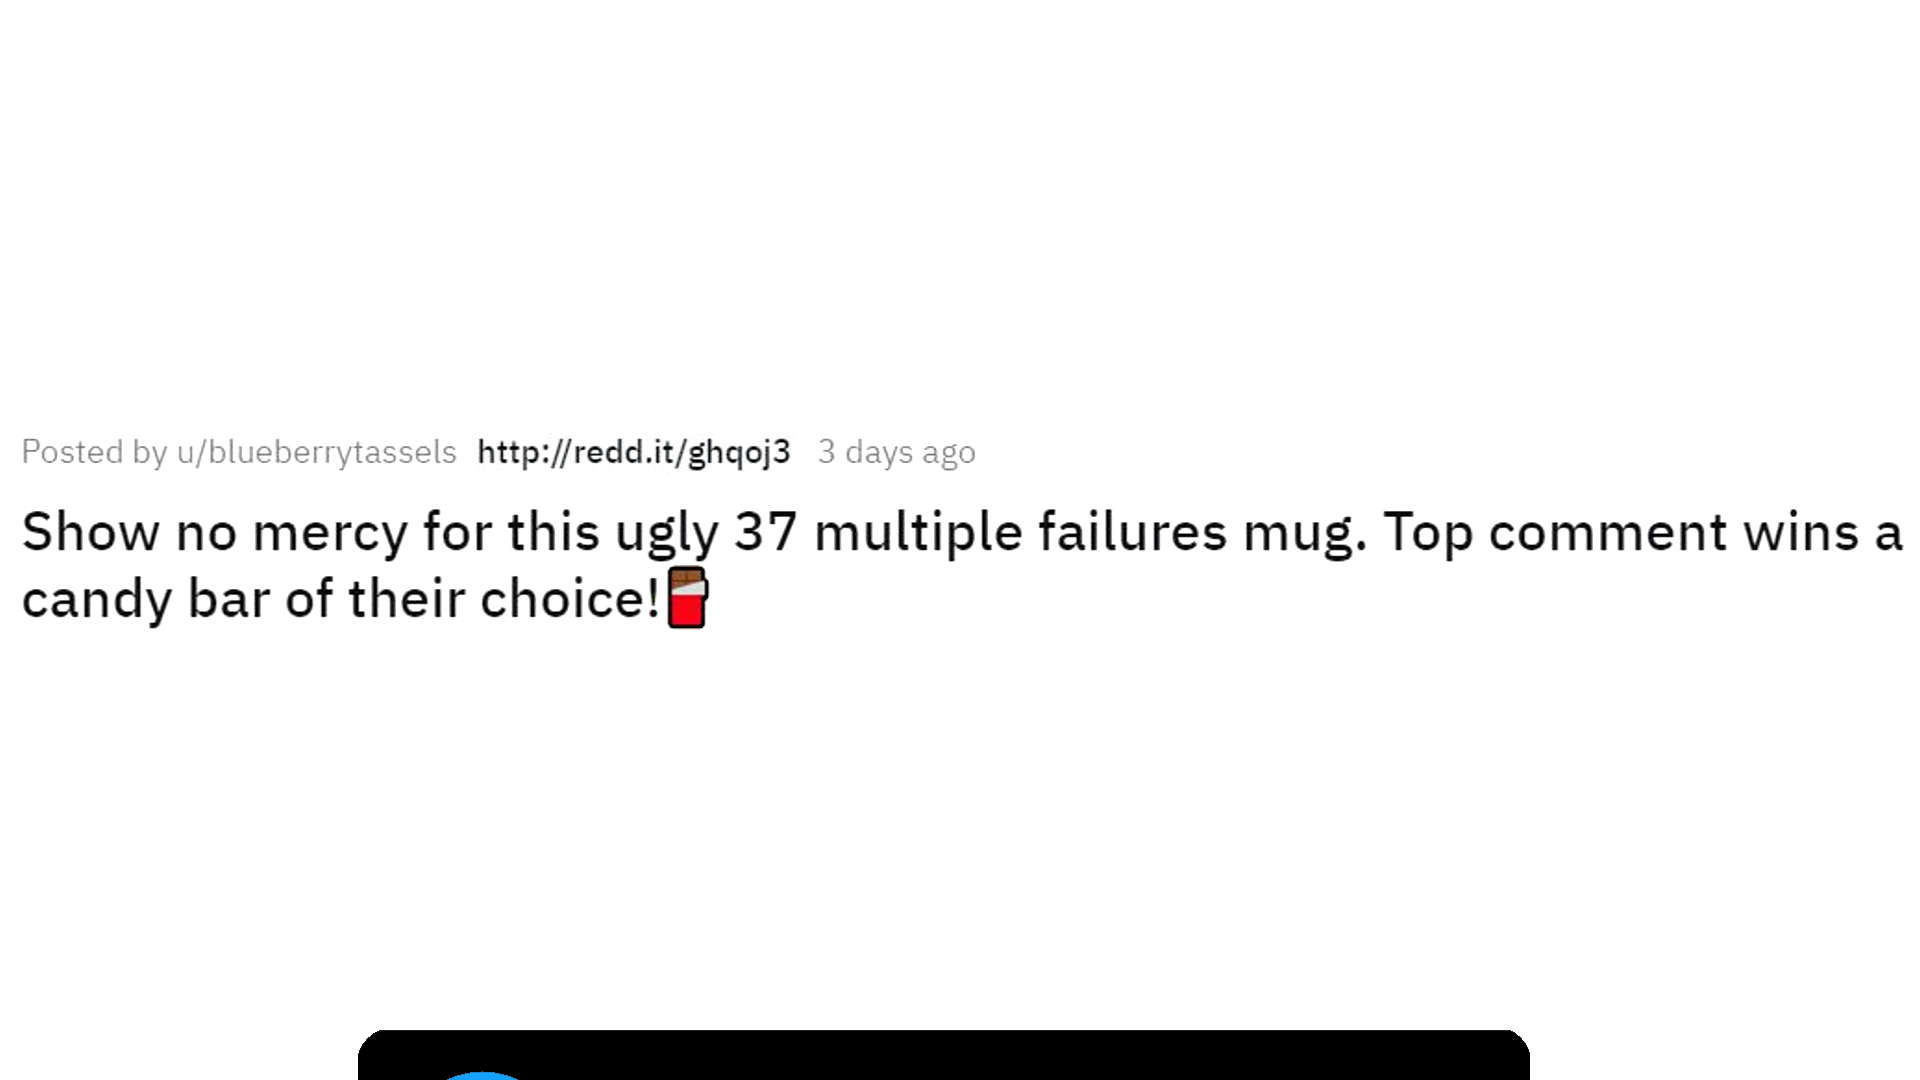 Posted by u/blueberrytassels http://redd.it/ghqoj3 3 days ago
Show no mercy for this ugly 37 multiple failures mug. Top comment wins a
candy bar of their choice!🍫